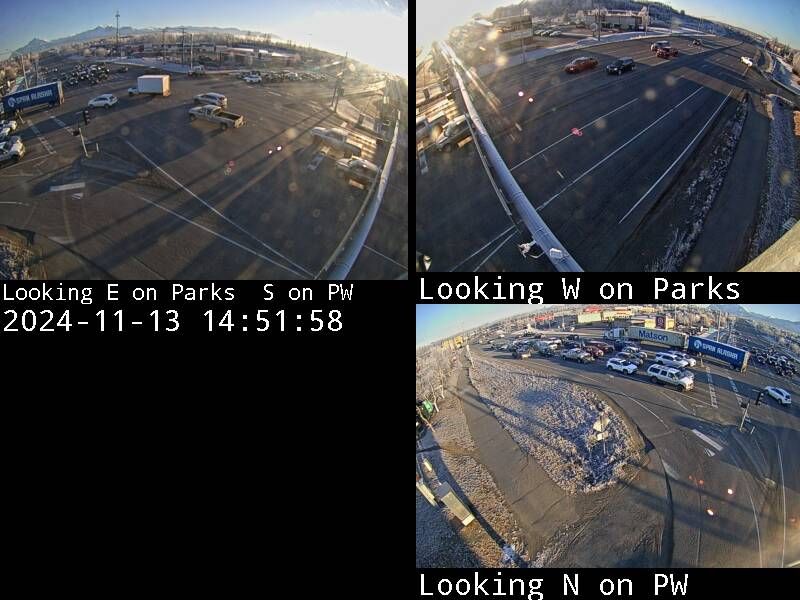 SPAN ALASKA
Looking E on Parks  S on PW
2024-11-13 14:51:58
Looking W on Parks
Matson
SPAN ALASKA
Looking N on PW